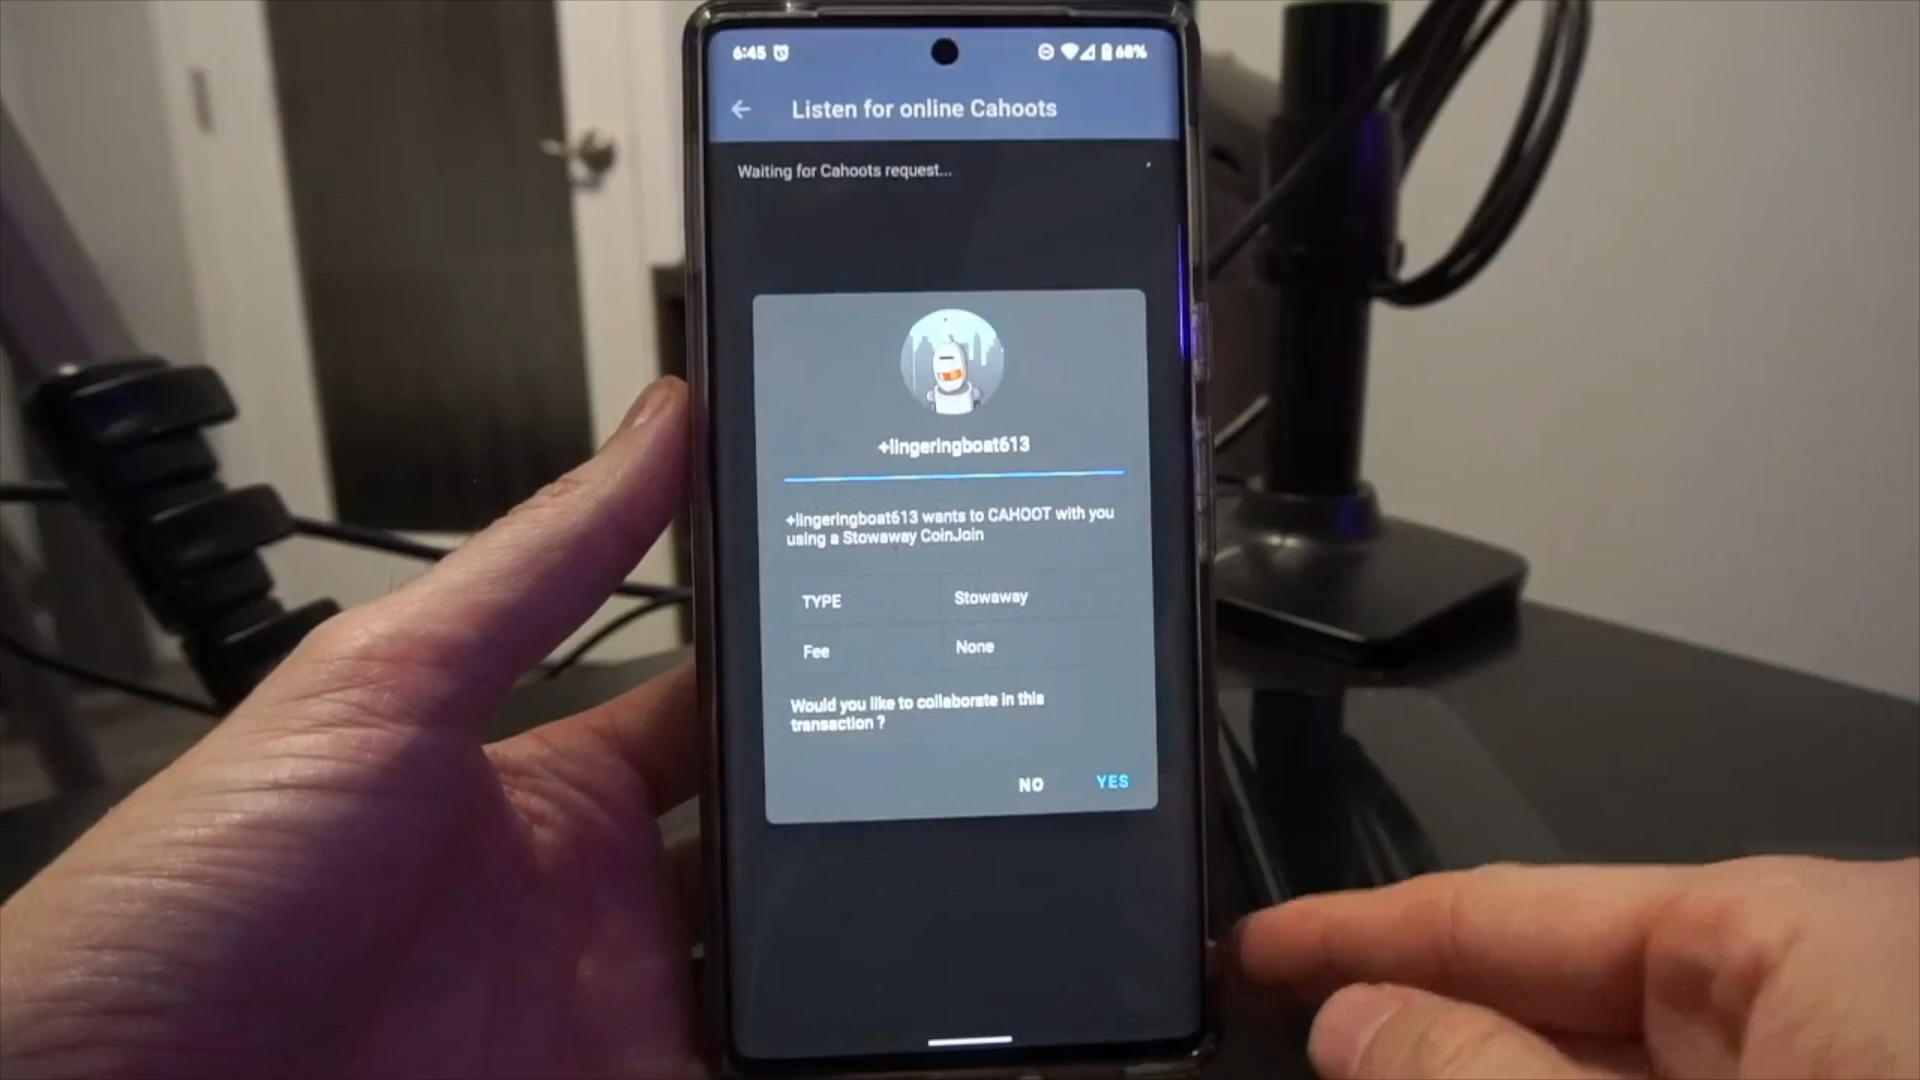 6:45 68%
Listen for online Cahoots
Waiting for Cahoots request...
+lingeringboat613
+lingeringboat613 wants to CAHOOT with you
using a Stowaway CoinJoin
TYPE Stowaway
Fee None
Would you like to collaborate in this
transaction ?
NO YES